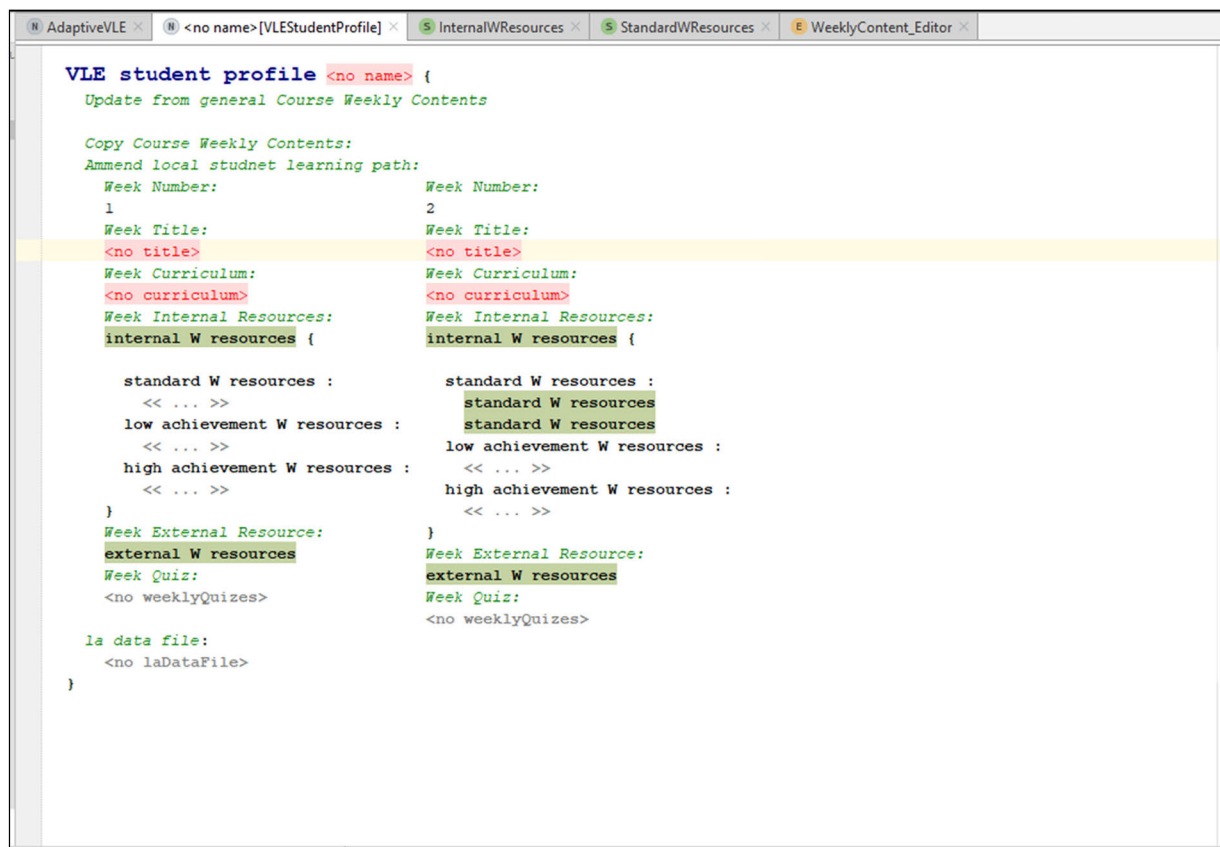 N AdaptiveVLE × N <no name>[VLEStudentProfile] × S InternalWResources × S StandardWResources × E WeeklyContent_Editor ×
VLE student profile <no name> {
Update from general Course Weekly Contents
Copy Course Weekly Contents:
Ammend local studnet learning path:
Week Number: Week Number:
1 2
Week Title: Week Title:
<no title> <no title>
Week Curriculum: Week Curriculum:
<no curriculum> <no curriculum>
Week Internal Resources: Week Internal Resources:
internal W resources { internal W resources {
standard W resources : standard W resources :
<< ... >> standard W resources
low achievement W resources : standard W resources
<< ... >> low achievement W resources :
high achievement W resources : << ... >>
<< ... >> high achievement W resources :
} << ... >>
Week External Resource: }
external W resources Week External Resource:
Week Quiz: external W resources
<no weeklyQuizes> Week Quiz:
<no weeklyQuizes>
la data file:
<no laDataFile>
}